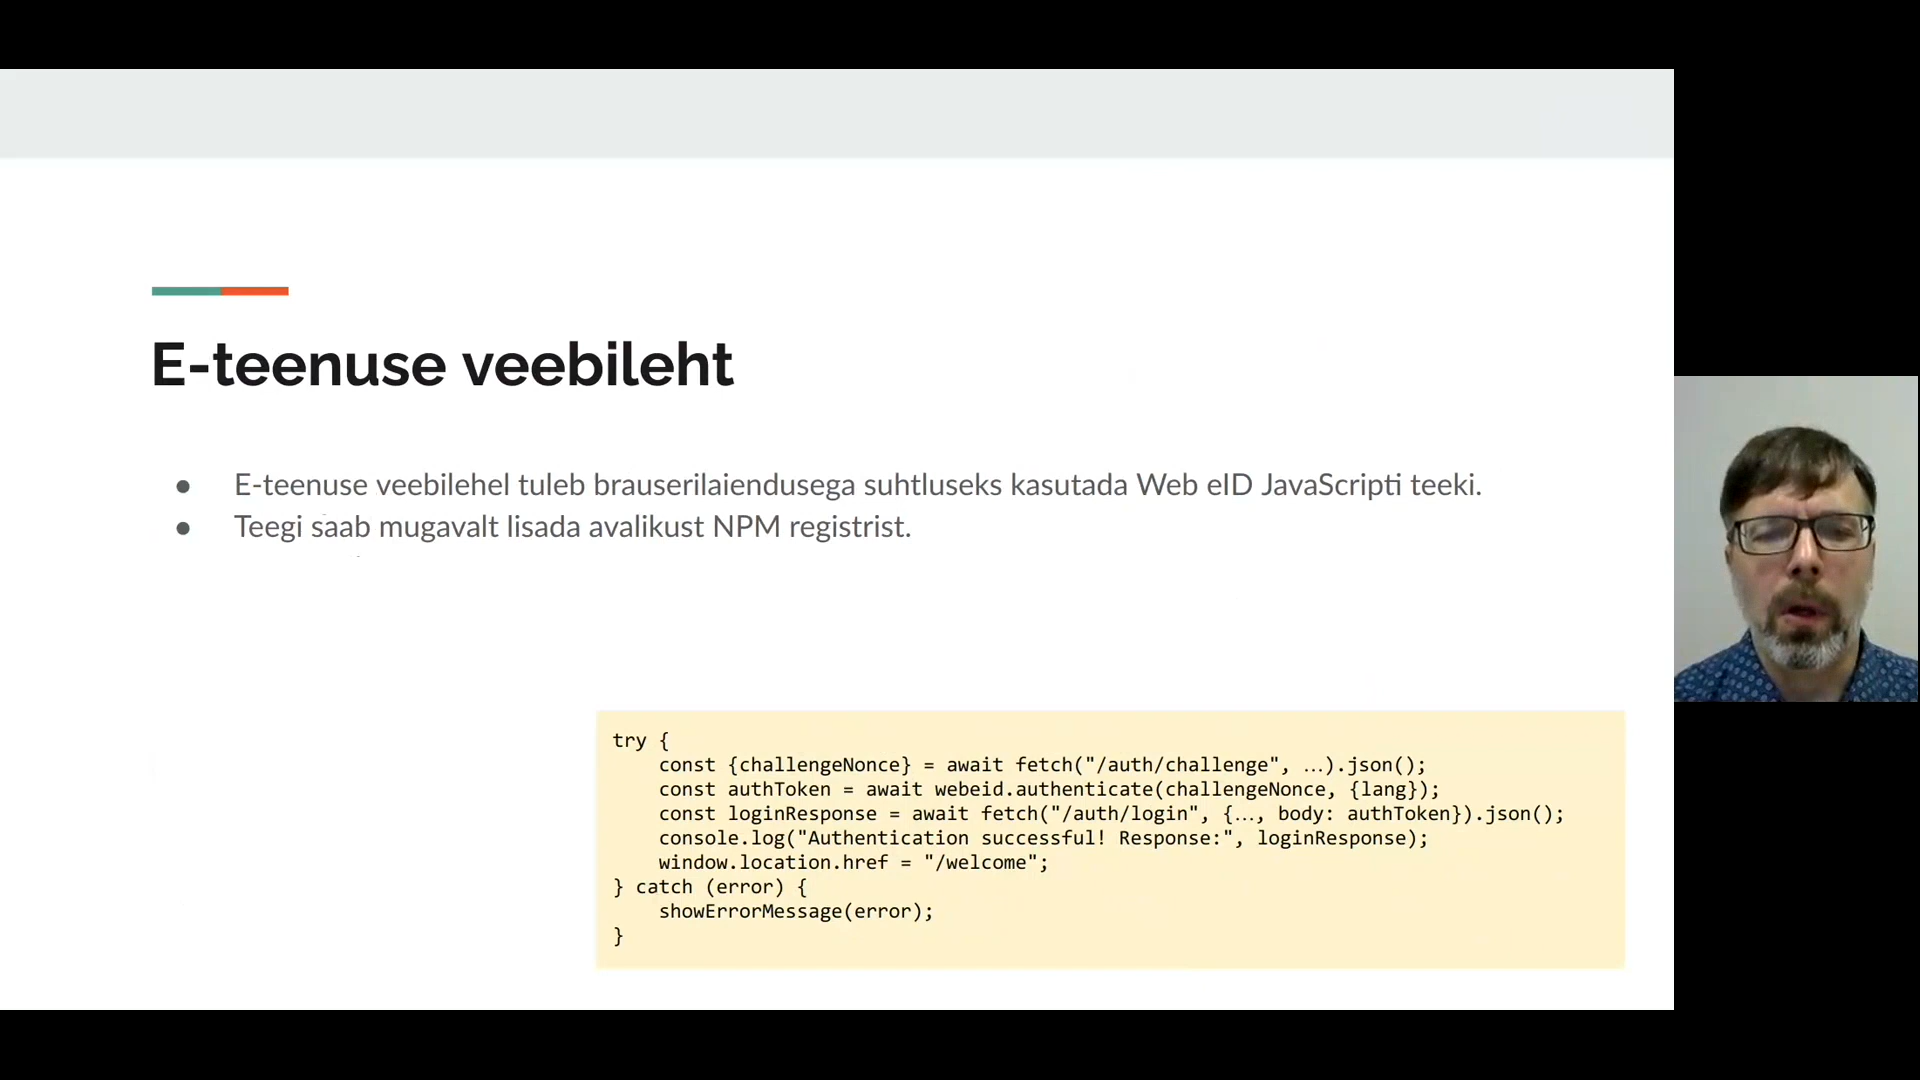 E-teenuse veebileht
● E-teenuse veebilehel tuleb brauserilaiendusega suhtluseks kasutada Web eID JavaScripti teeki.
● Teegi saab mugavalt lisada avalikust NPM registrist.
try {
    const {challengeNonce} = await fetch("/auth/challenge", …).json();
    const authToken = await webeid.authenticate(challengeNonce, {lang});
    const loginResponse = await fetch("/auth/login", {…, body: authToken}).json();
    console.log("Authentication successful! Response:", loginResponse);
    window.location.href = "/welcome";
} catch (error) {
    showErrorMessage(error);
}